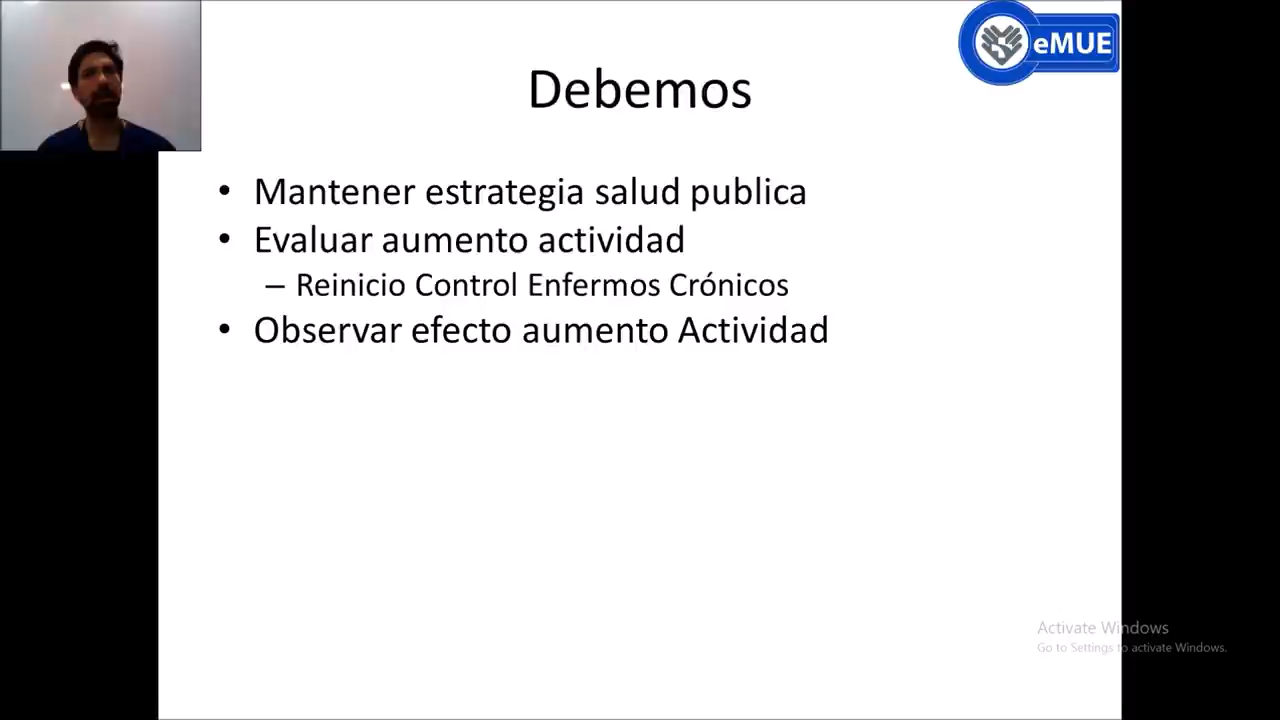 eMUE
Debemos
• Mantener estrategia salud publica
• Evaluar aumento actividad
– Reinicio Control Enfermos Crónicos
• Observar efecto aumento Actividad
Activate Windows
Go to Settings to activate Windows.